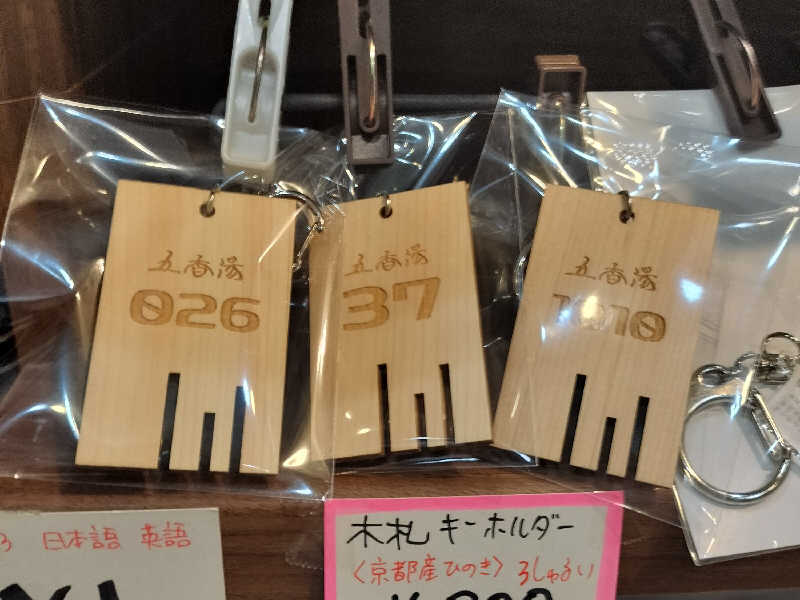 五香湯
026
五香湯
37
五香湯
1010
日本語 英語
木札 キーホルダー
〈京都産ひのき〉 3しゅるい